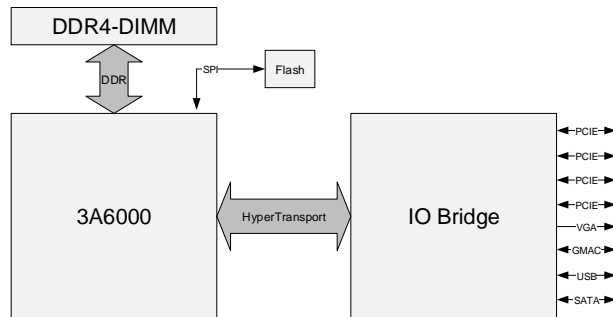 DDR4-DIMM
DDR
SPI
Flash
3A6000
HyperTransport
IO Bridge
PCIE
PCIE
PCIE
PCIE
VGA
GMAC
USB
SATA